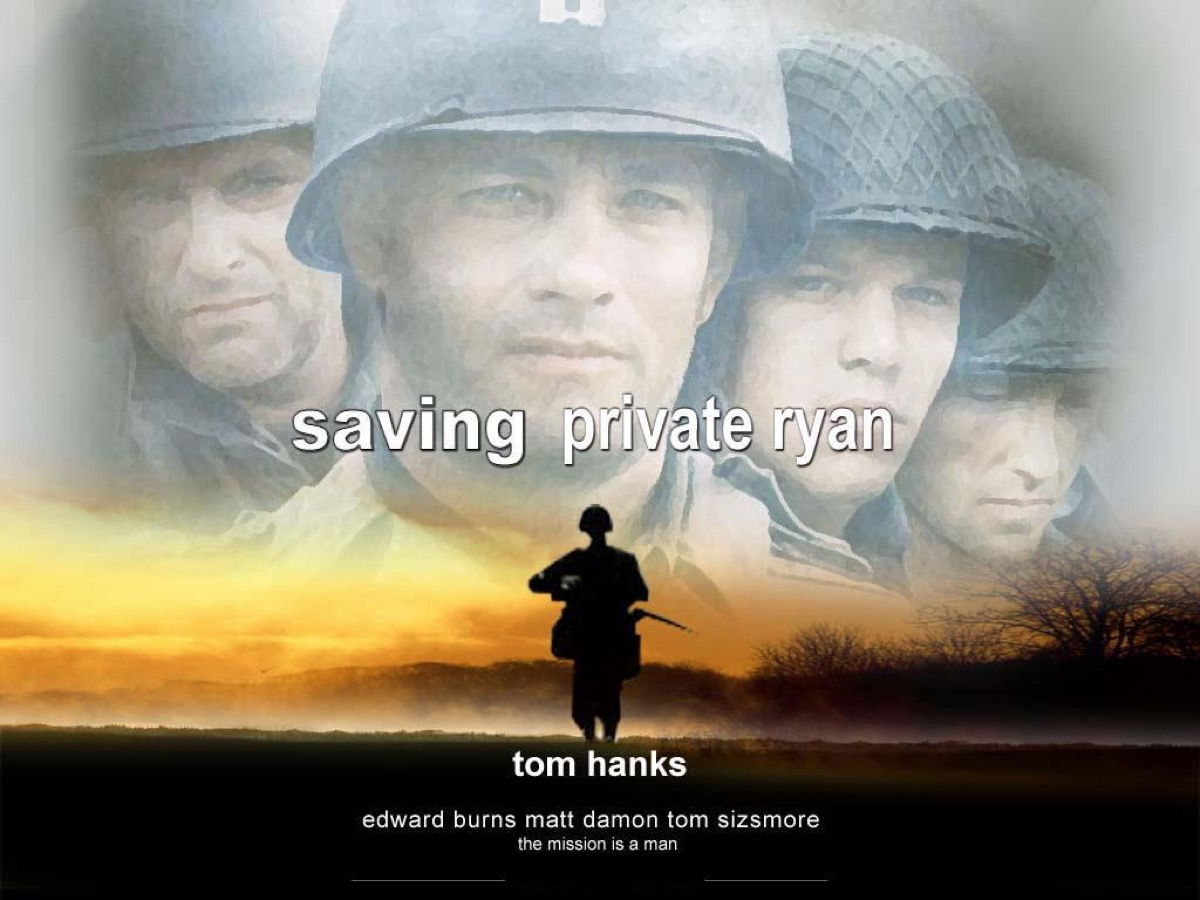 saving private ryan
tom hanks
edward burns matt damon tom sizsmore
the mission is a man